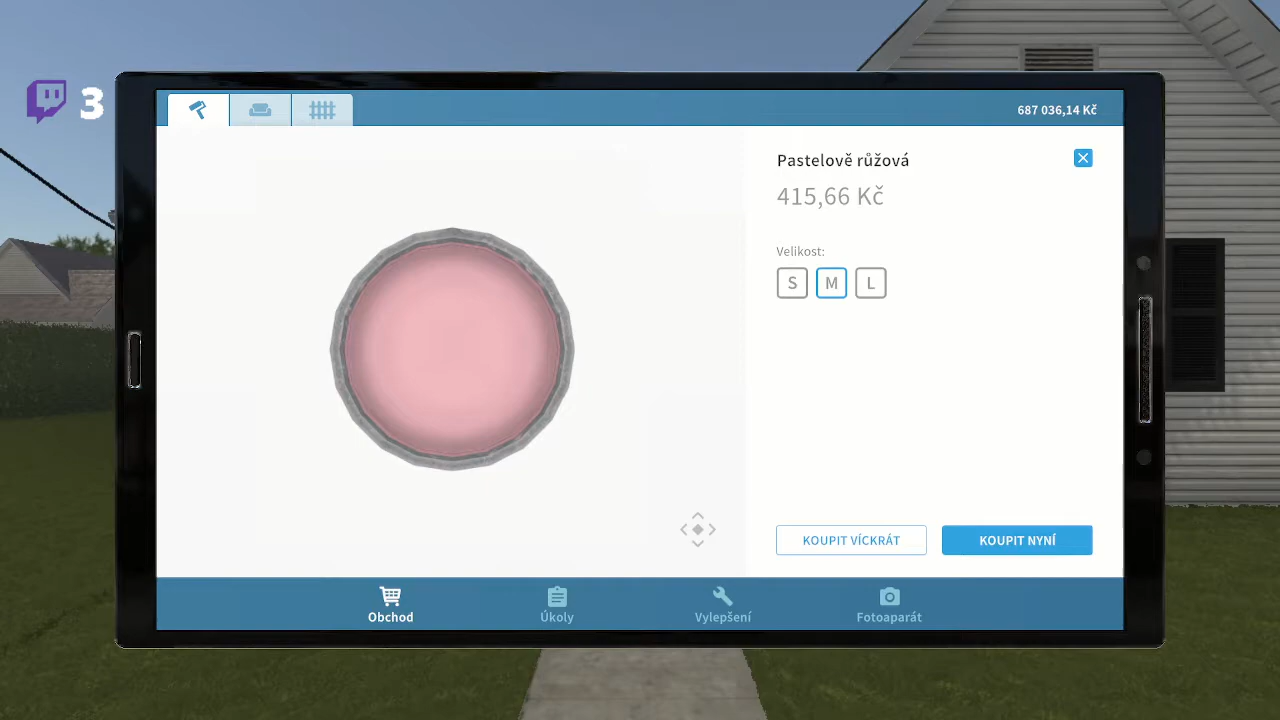 3
687 036,14 Kč
Pastelově růžová
415,66 Kč
Velikost:
S M L
KOUPIT VÍCKRÁT KOUPIT NYNÍ
Obchod Úkoly Vylepšení Fotoaparát